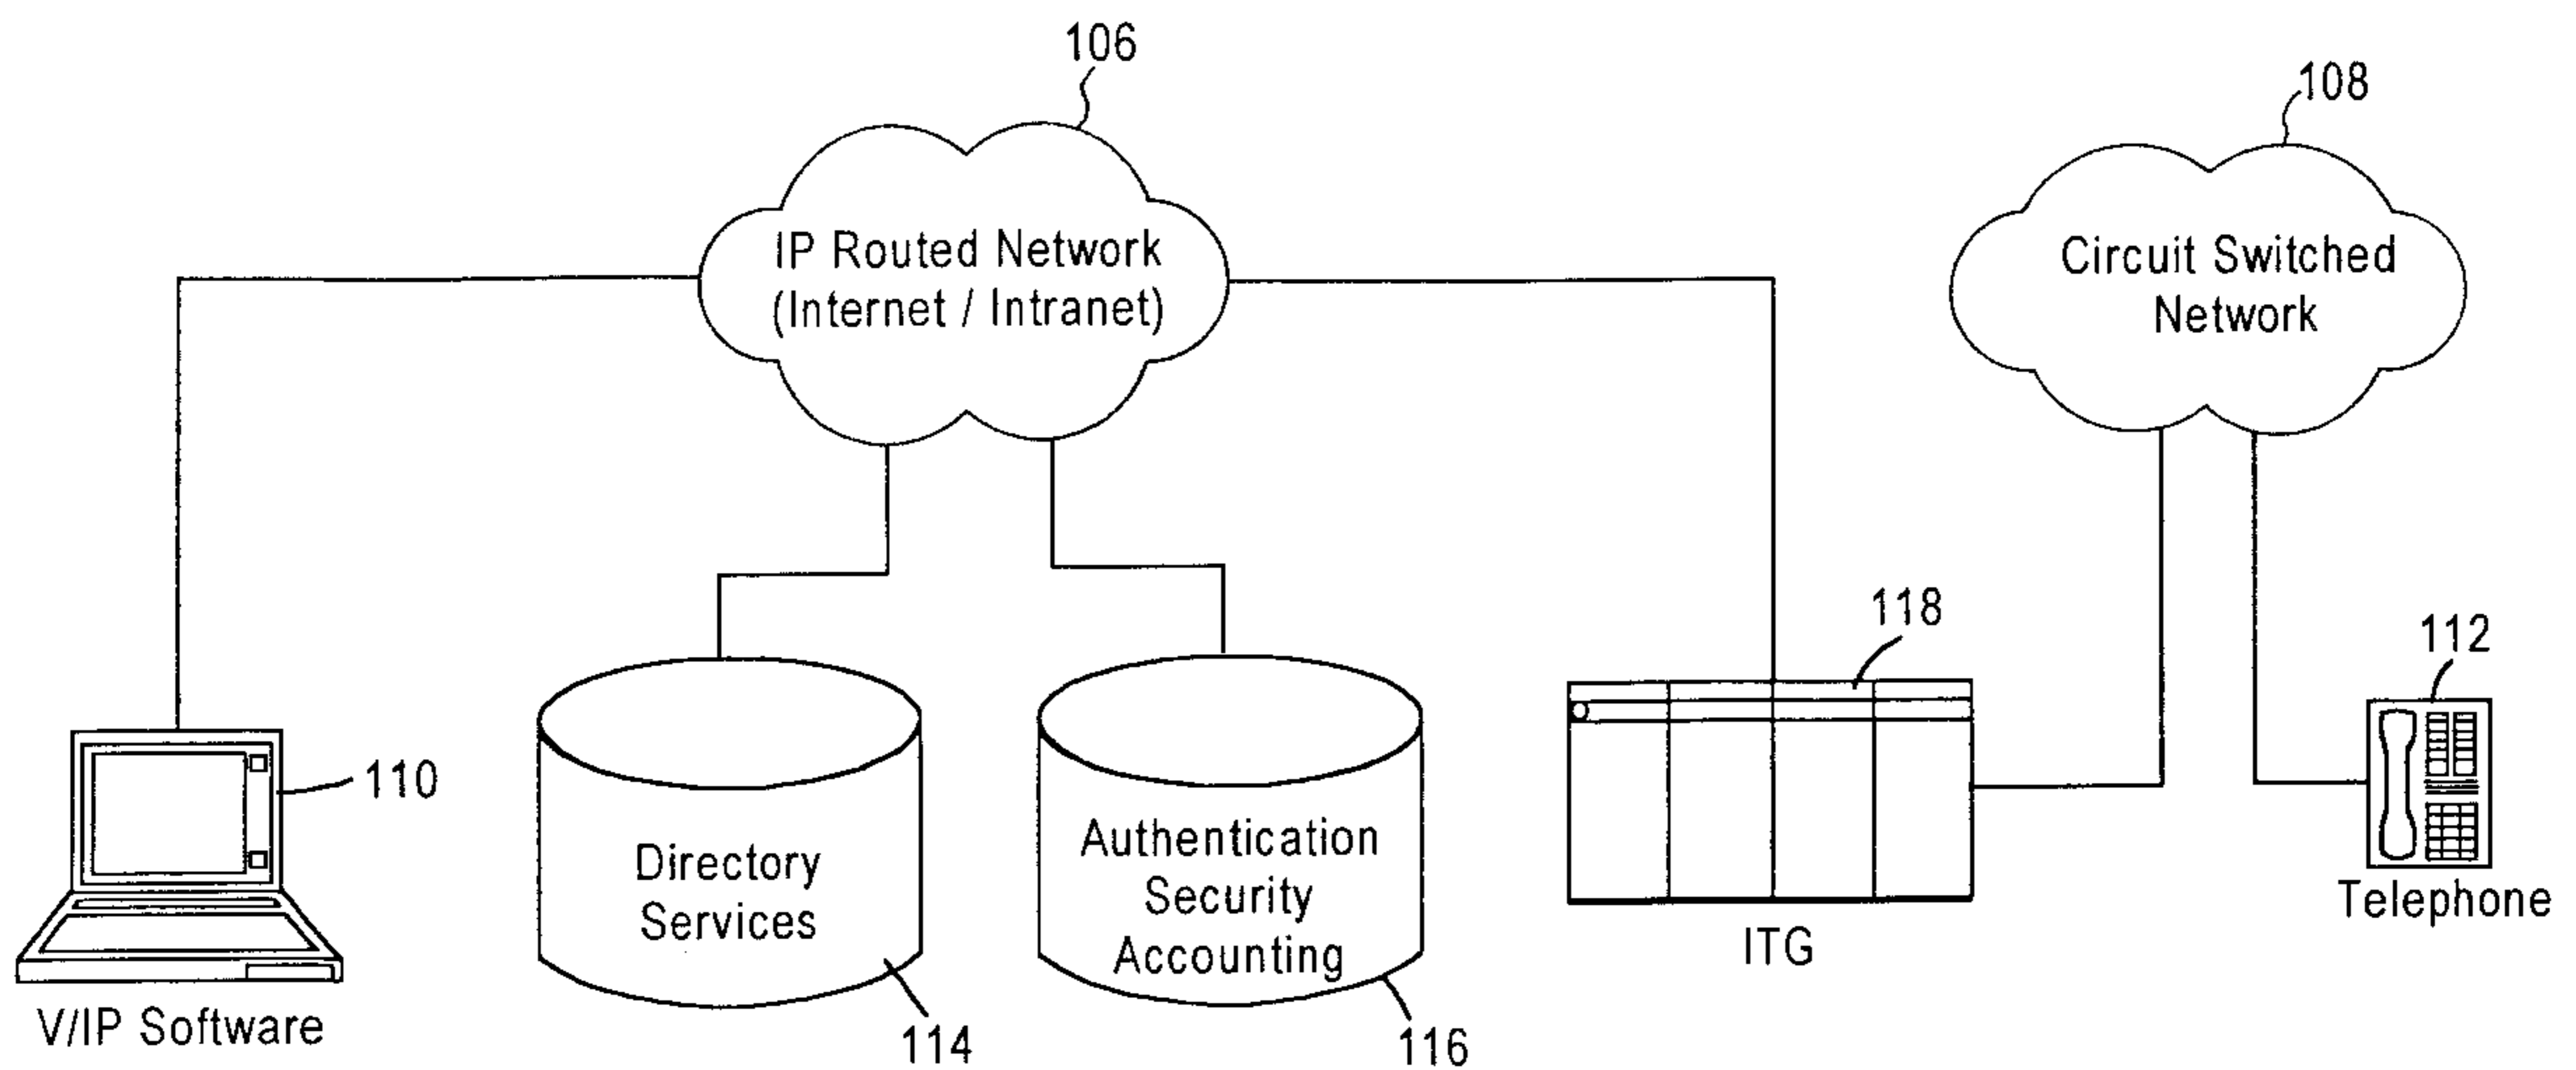 106
108
IP Routed Network
(Internet / Intranet)
Circuit Switched
Network
118
112
110
Directory
Services
Authentication
Security
Accounting
ITG
Telephone
V/IP Software
114
116